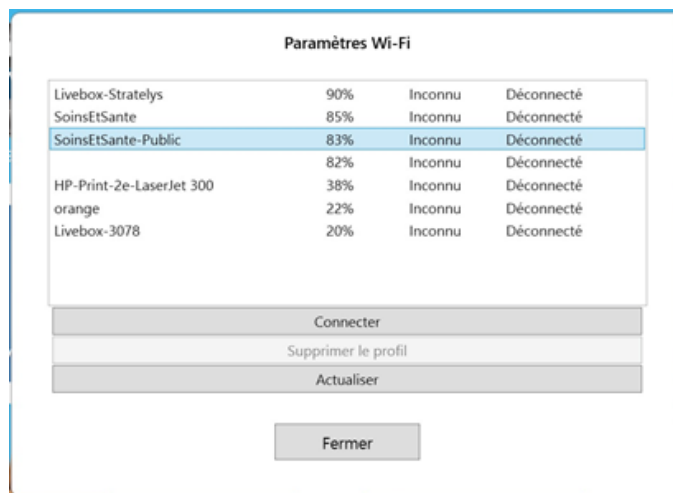 Paramètres Wi-Fi
Livebox-Stratelys 90% Inconnu Déconnecté
SoinsEtSante 85% Inconnu Déconnecté
SoinsEtSante-Public 83% Inconnu Déconnecté
82% Inconnu Déconnecté
HP-Print-2e-LaserJet 300 38% Inconnu Déconnecté
orange 22% Inconnu Déconnecté
Livebox-3078 20% Inconnu Déconnecté
Connecter
Supprimer le profil
Actualiser
Fermer